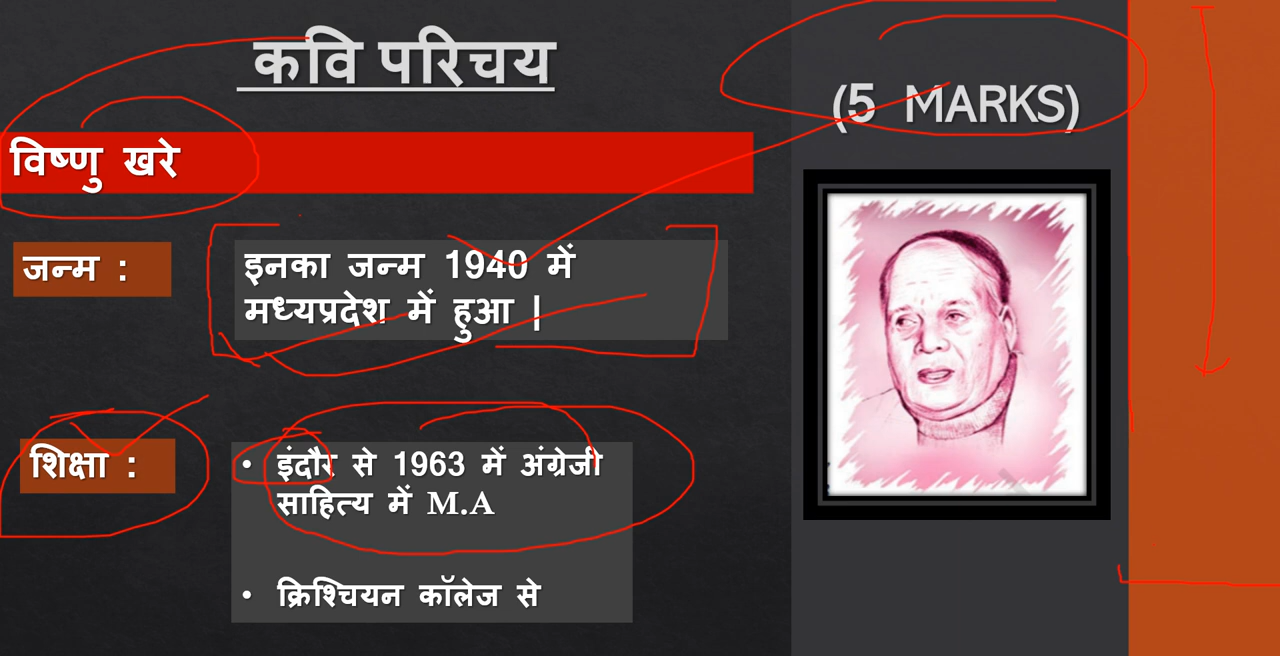 कवि परिचय
(5 MARKS)
विष्णु खरे
जन्म :
इनका जन्म 1940 में
मध्यप्रदेश में हुआ |
शिक्षा :
• इंदौर से 1963 में अंग्रेजी
साहित्य में M.A
• क्रिश्चियन कॉलेज से